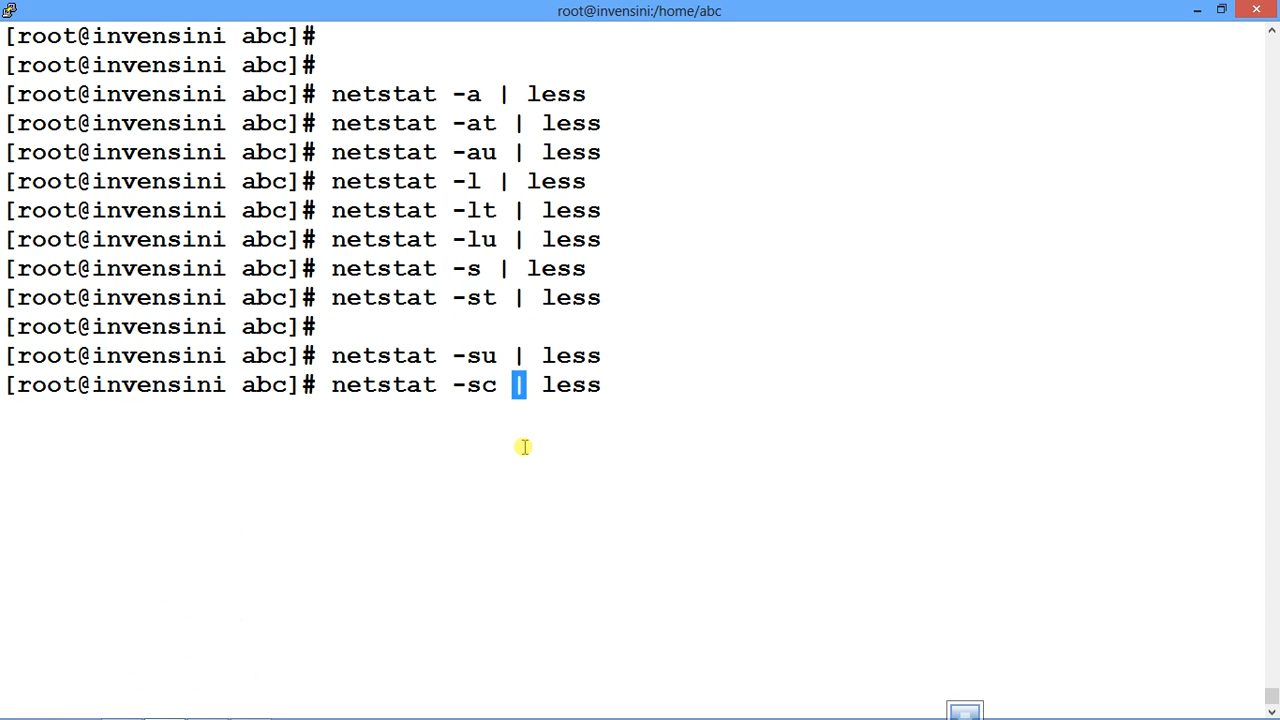 root@invensini:/home/abc
[root@invensini abc]#
[root@invensini abc]#
[root@invensini abc]# netstat -a | less
[root@invensini abc]# netstat -at | less
[root@invensini abc]# netstat -au | less
[root@invensini abc]# netstat -l | less
[root@invensini abc]# netstat -lt | less
[root@invensini abc]# netstat -lu | less
[root@invensini abc]# netstat -s | less
[root@invensini abc]# netstat -st | less
[root@invensini abc]#
[root@invensini abc]# netstat -su | less
[root@invensini abc]# netstat -sc | less